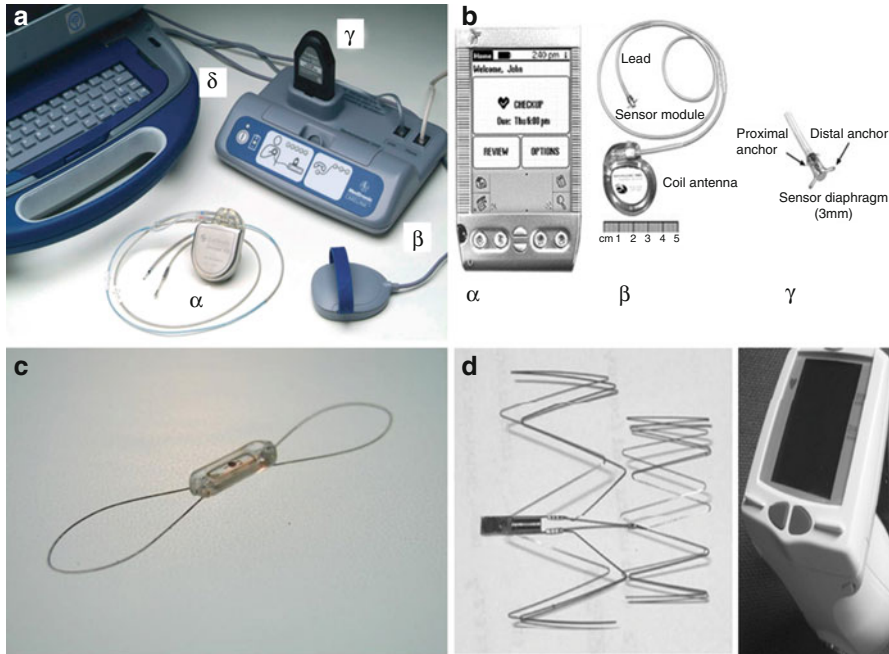 a
γ
δ
β
α
b
Home 2:40 pm
Welcome, Jake
CHECKUP
Due: Thu 6:00 pm
REVIEW
OPTIONS
Lead
Sensor module
Coil antenna
cm 1 2 3 4 5
Proximal
anchor
Distal anchor
Sensor diaphragm
(3mm)
α
β
γ
c
d